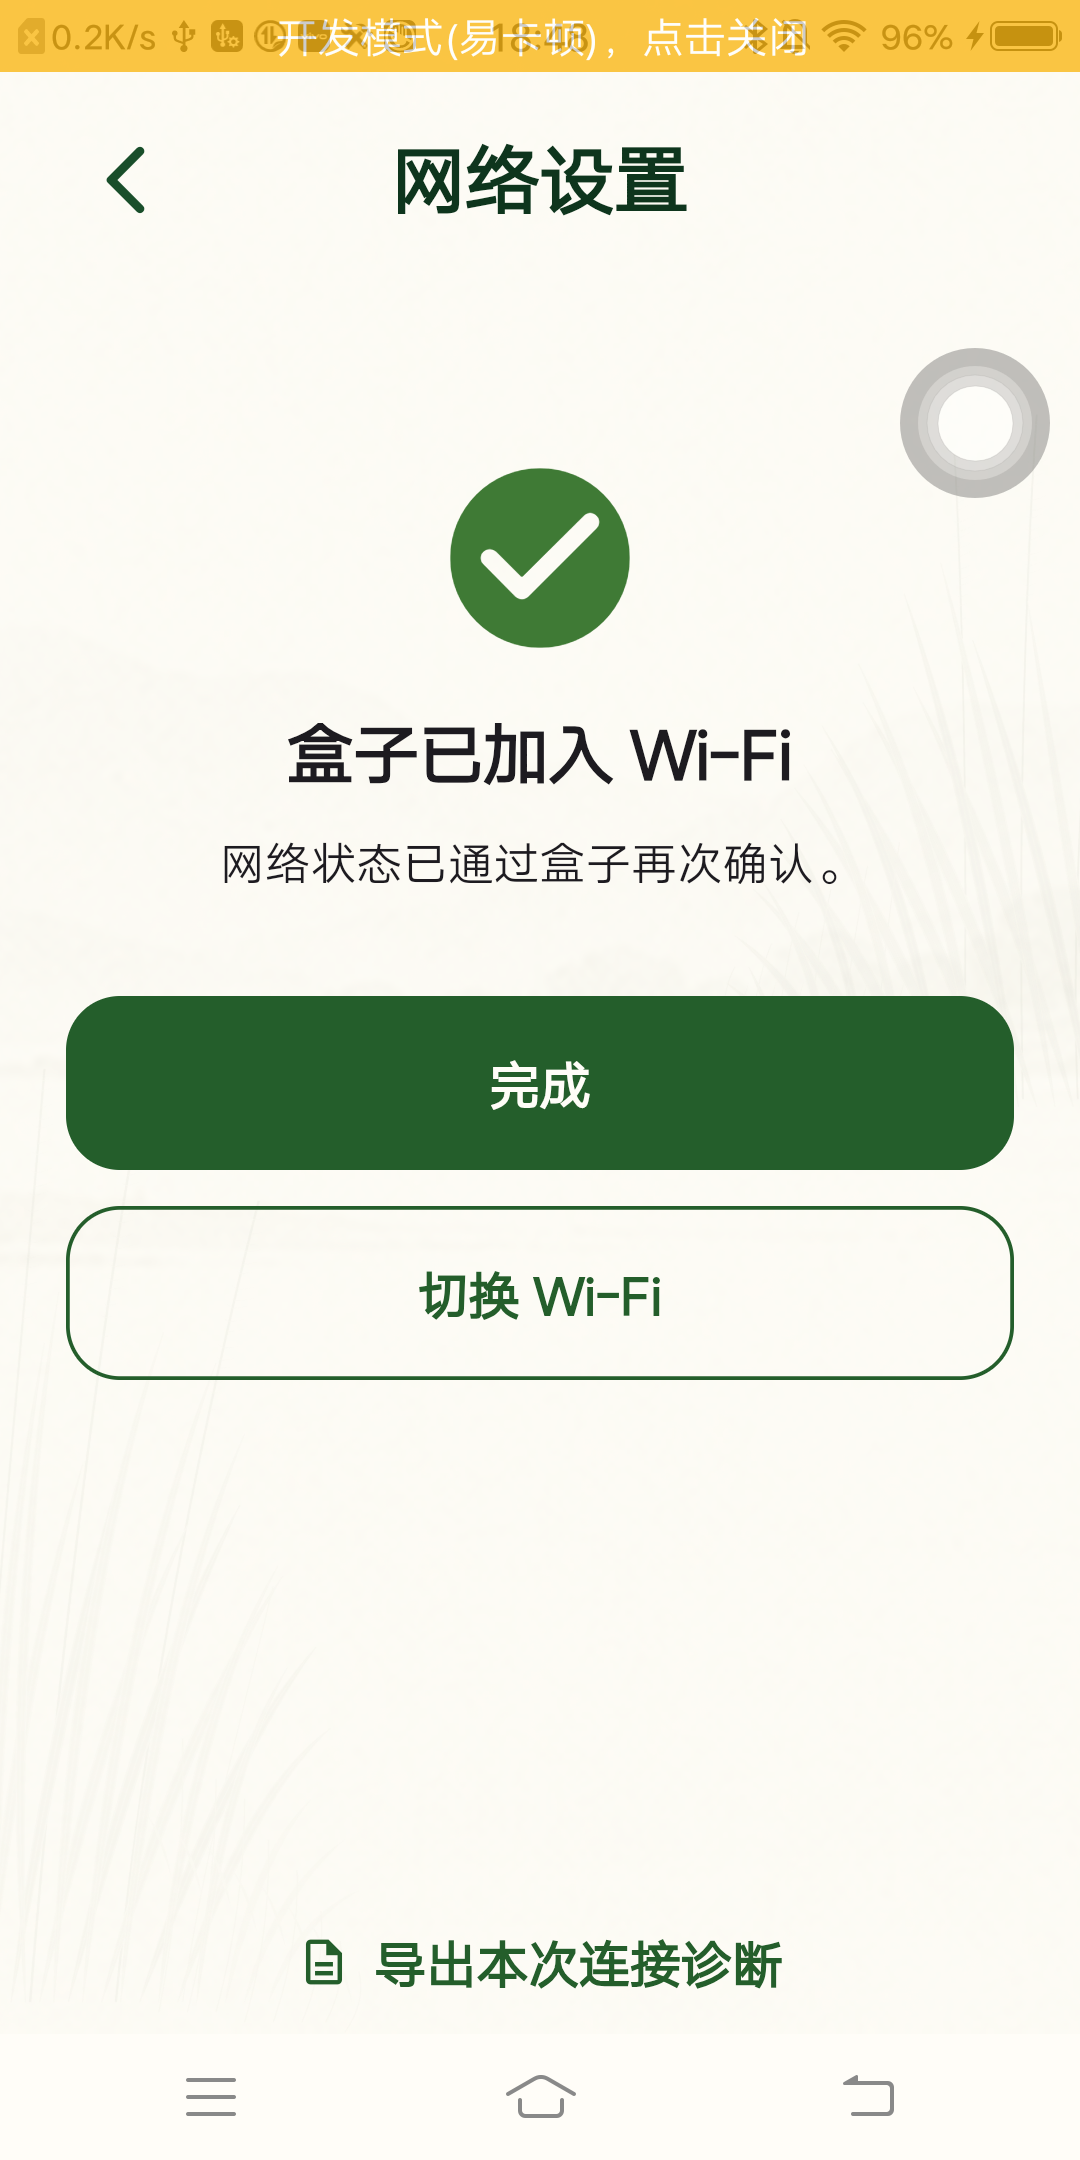 0.2K/s 开发模式(易卡顿)，点击关闭 96%
网络设置
盒子已加入 Wi-Fi
网络状态已通过盒子再次确认。
完成
切换 Wi-Fi
导出本次连接诊断